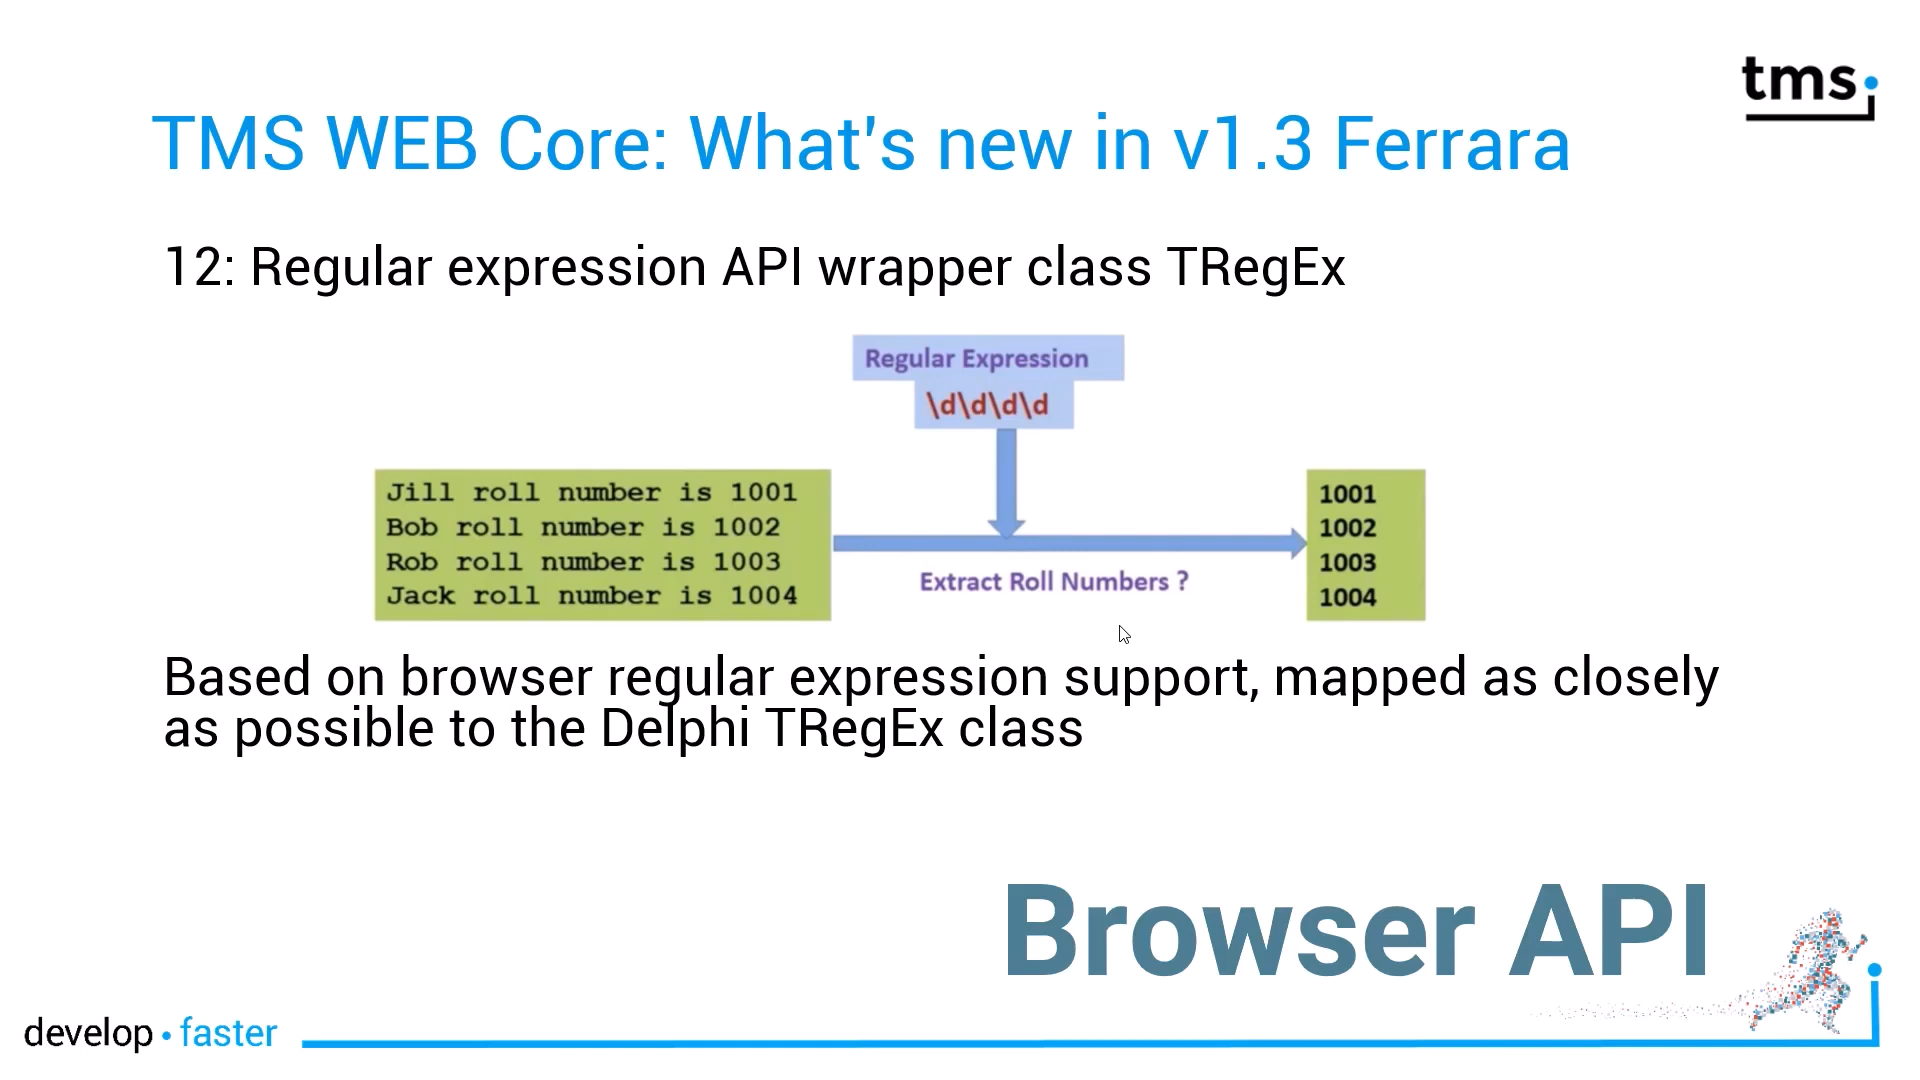 tms
TMS WEB Core: What's new in v1.3 Ferrara
12: Regular expression API wrapper class TRegEx
Regular Expression
\d\d\d\d
Jill roll number is 1001
Bob roll number is 1002
Rob roll number is 1003
Jack roll number is 1004
Extract Roll Numbers ?
1001
1002
1003
1004
Based on browser regular expression support, mapped as closely
as possible to the Delphi TRegEx class
Browser API
develop • faster